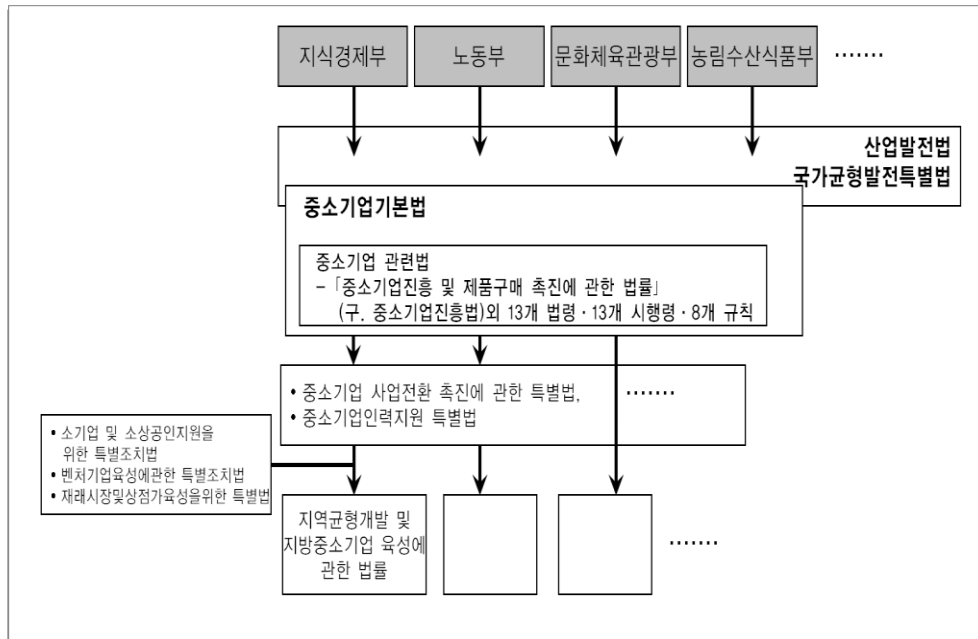 지식경제부 노동부 문화체육관광부 농림수산식품부 ·······
산업발전법
국가균형발전특별법
중소기업기본법
중소기업 관련법
-「중소기업진흥 및 제품구매 촉진에 관한 법률」
(구. 중소기업진흥법)외 13개 법령·13개 시행령·8개 규칙
• 중소기업 사업전환 촉진에 관한 특별법, ·······
• 중소기업인력지원 특별법
• 소기업 및 소상공인지원을
위한 특별조치법
• 벤처기업육성에관한 특별조치법
• 재래시장및상점가육성을위한 특별법
지역균형개발 및
지방중소기업 육성에
관한 법률
·······